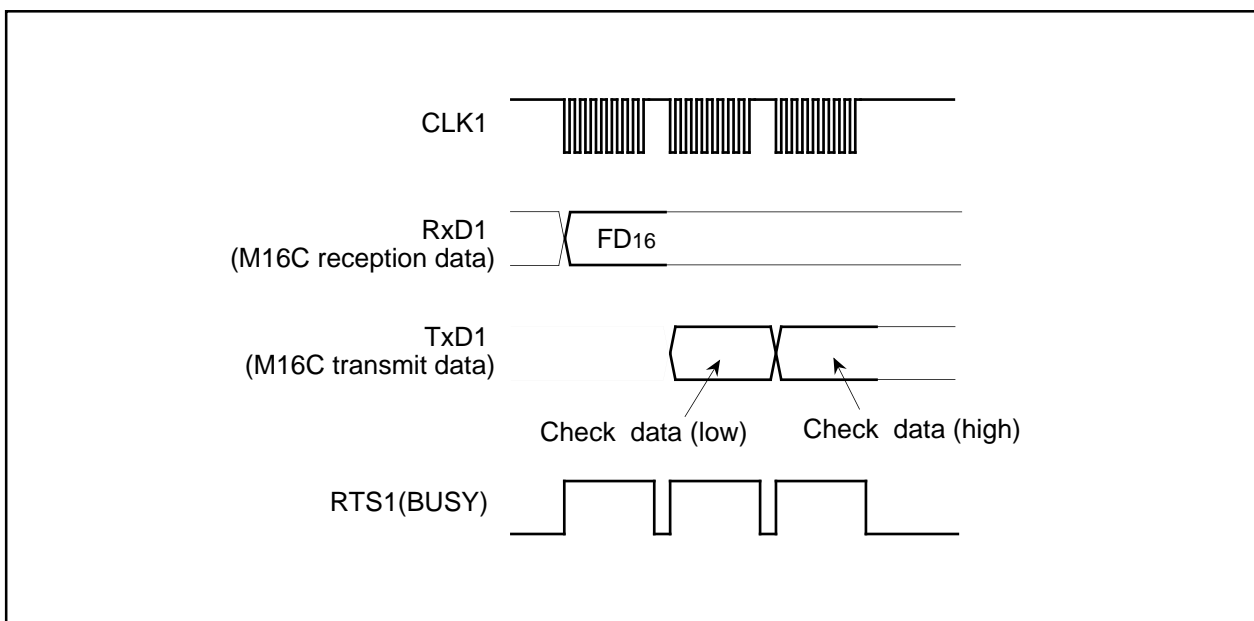 CLK1
RxD1
(M16C reception data)
FD16
TxD1
(M16C transmit data)
Check data (low)
Check data (high)
RTS1(BUSY)